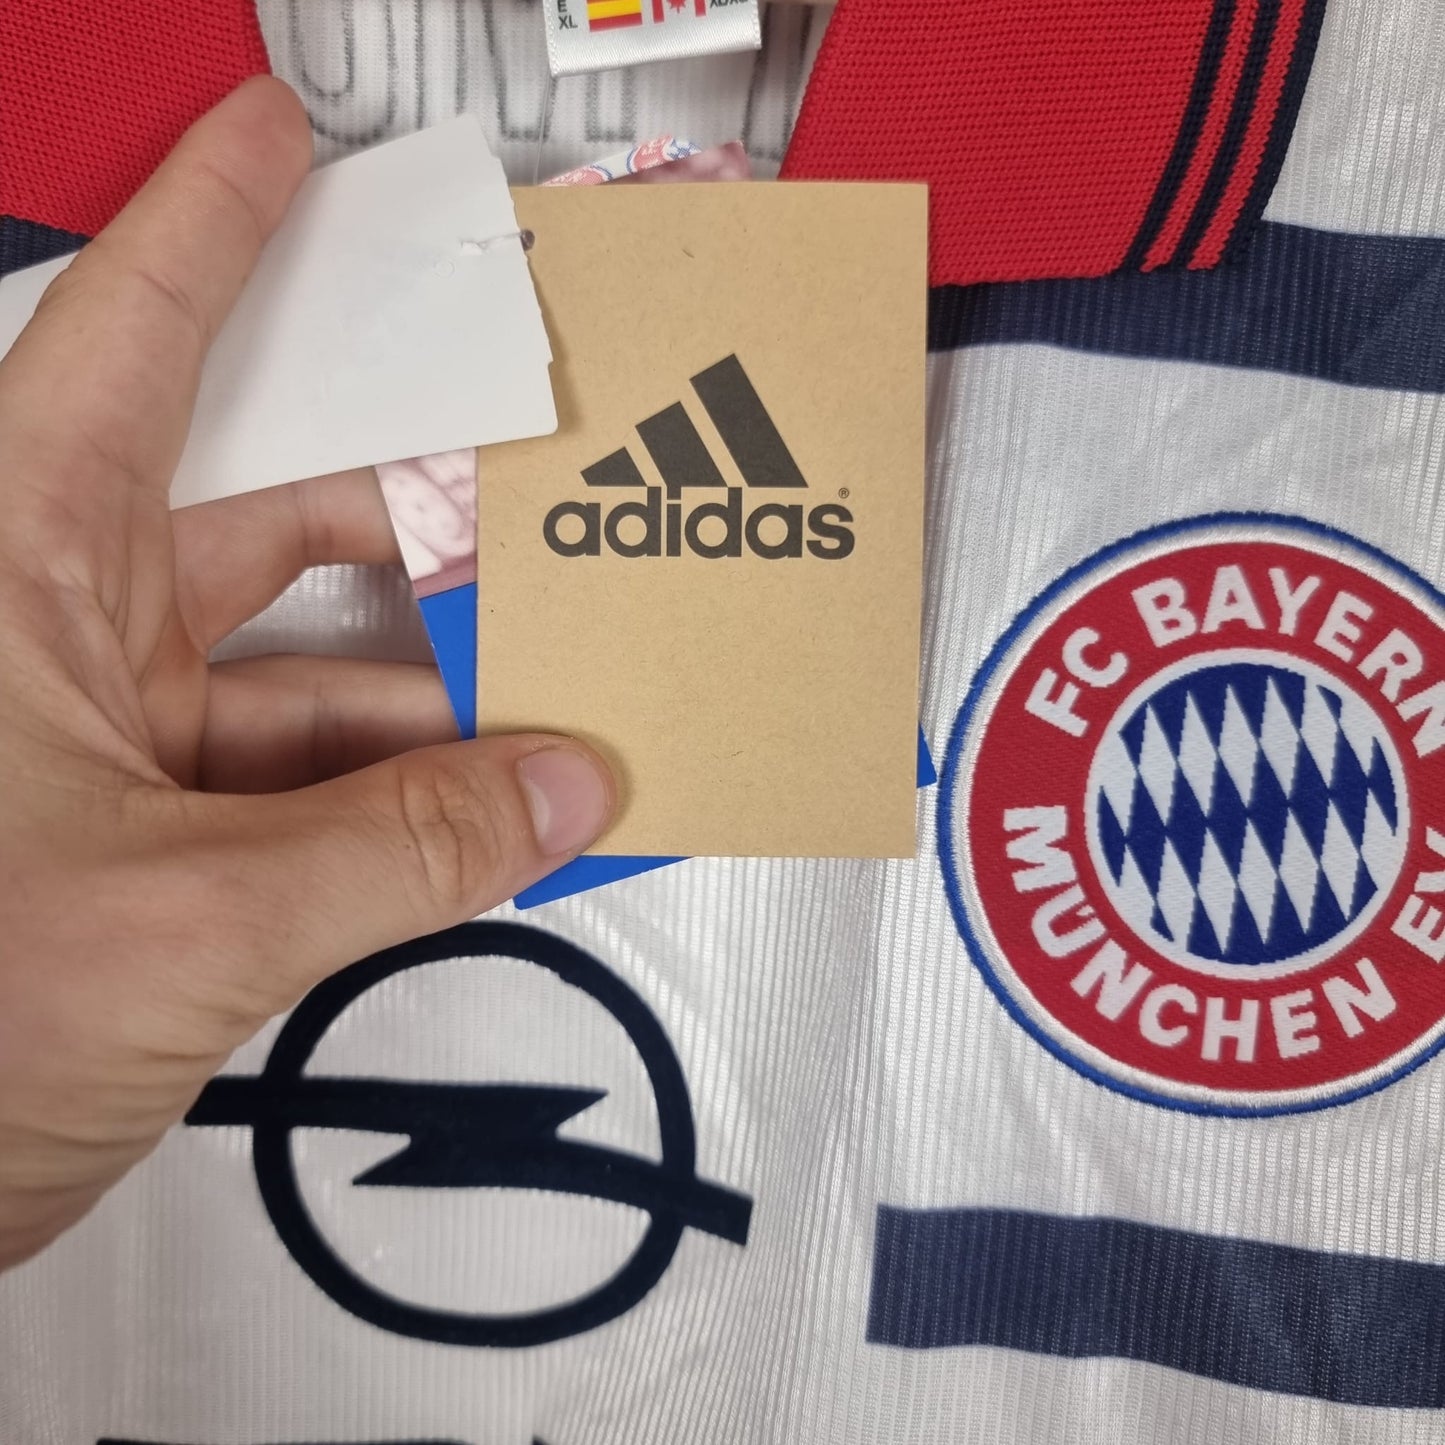 E
XL
adidas®
FC BAYERN
MÜNCHEN EV